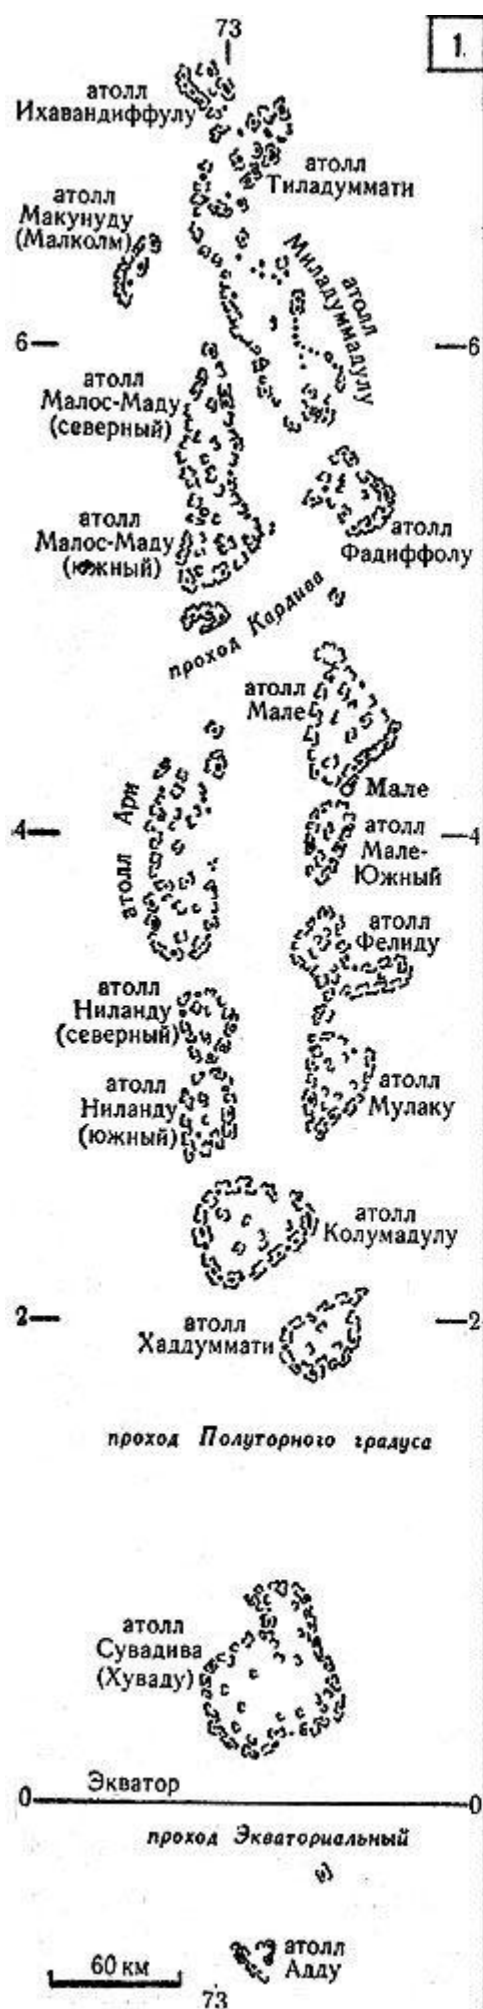 73
1.
атолл
Ихавандиффулу
атолл
Тиладуммати
атолл
Макунуду
(Малколм)
атолл
Миладуммадулу
6
6
атолл
Малос-Маду
(северный)
атолл
Малос-Маду
(южный)
атолл
Фадиффолу
проход Кардива
атолл
Мале
Мале
атолл Ари
4
4
атолл
Мале-
Южный
атолл
Фелиду
атолл
Ниланду
(северный)
атолл
Ниланду
(южный)
атолл
Мулаку
атолл
Колумадулу
2
2
атолл
Хаддуммати
проход Полуторного градуса
атолл
Сувадива
(Хуваду)
Экватор
0
0
проход Экваториальный
60 км
атолл
Адду
73